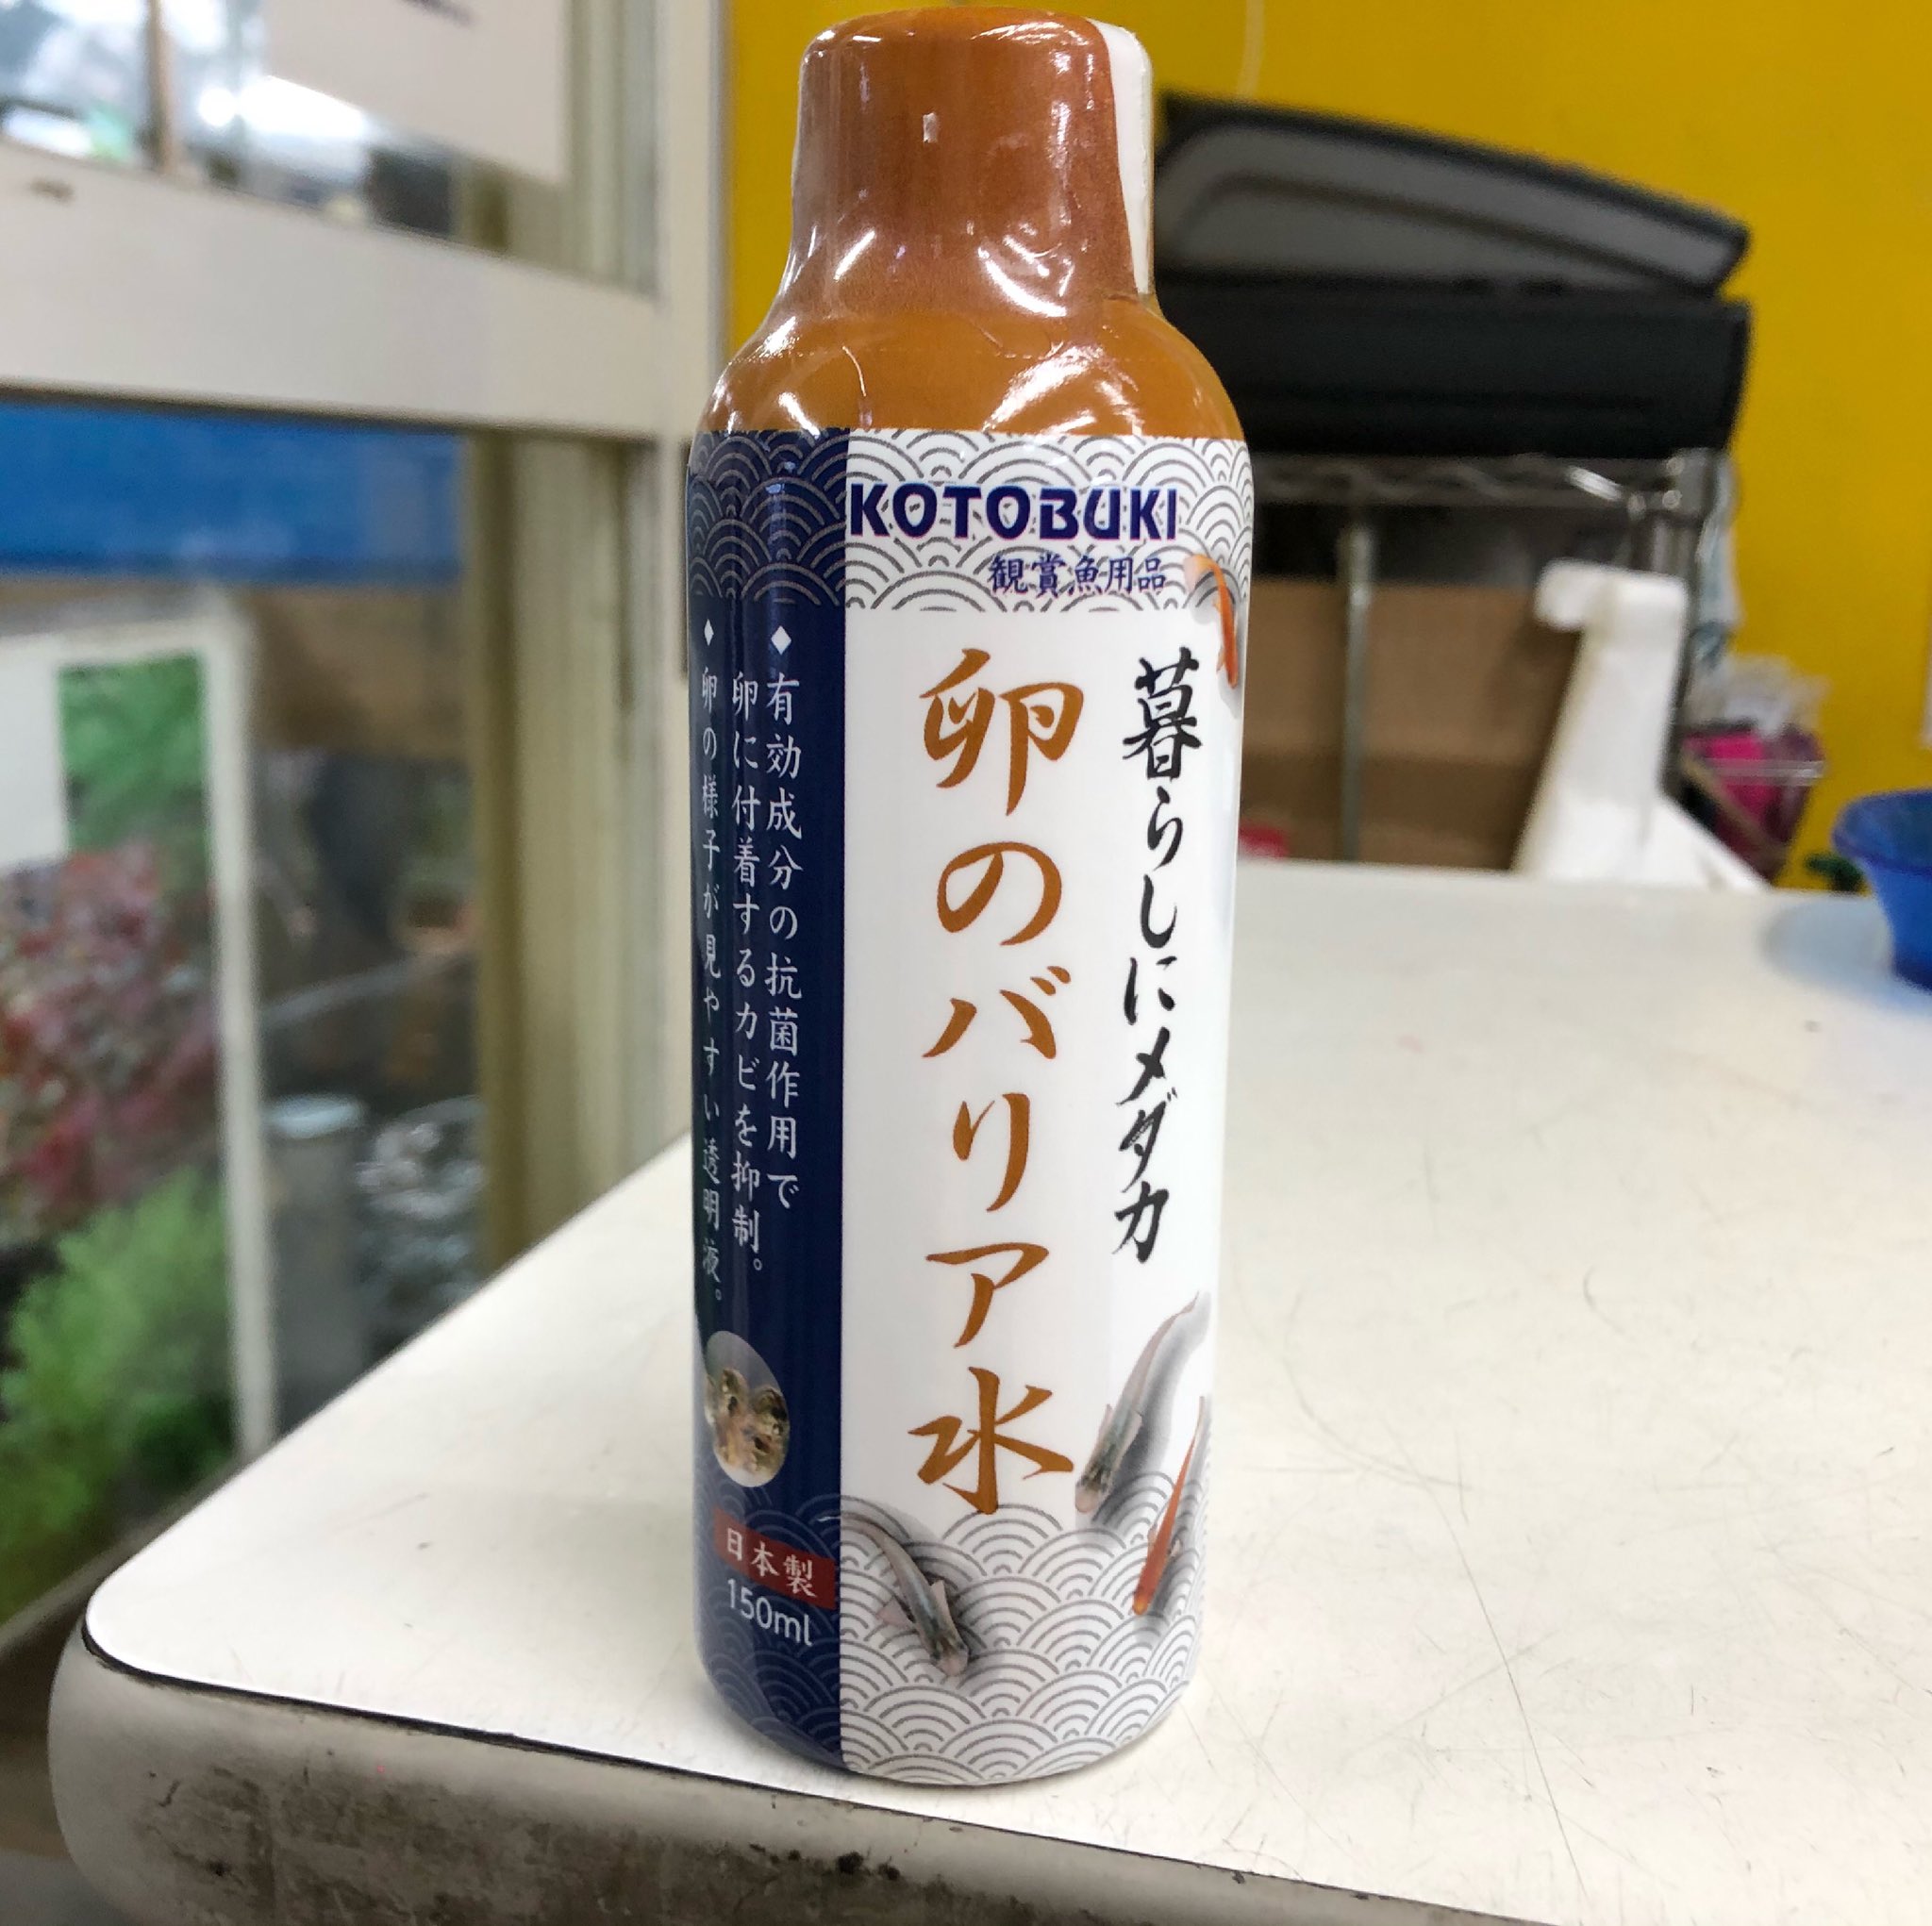 KOTOBUKI
観賞魚用品
暮らしにメダカ
卵のバリア水
◆有効成分の抗菌作用で
卵に付着するカビを抑制。
◆卵の様子が見やすい透明液。
日本製
150ml